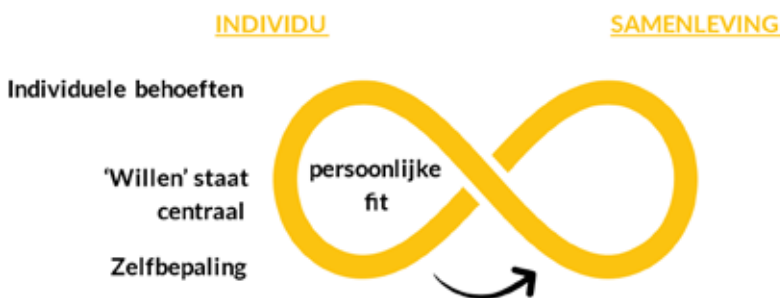 INDIVIDU
SAMENLEVING
Individuele behoeften
‘Willen’ staat
centraal
persoonlijke
fit
Zelfbepaling